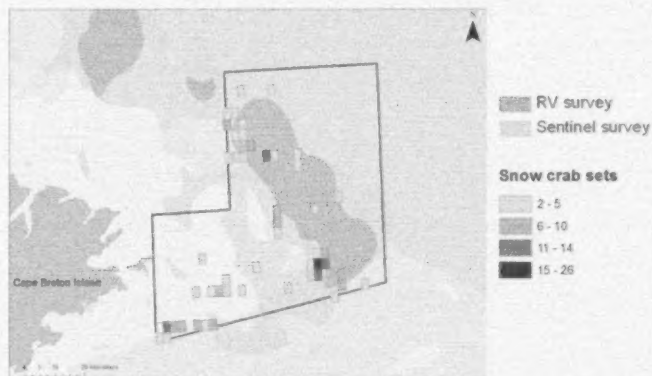 N
RV survey
Sentinel survey
Snow crab sets
2 - 5
6 - 10
11 - 14
15 - 26
Cape Breton Island